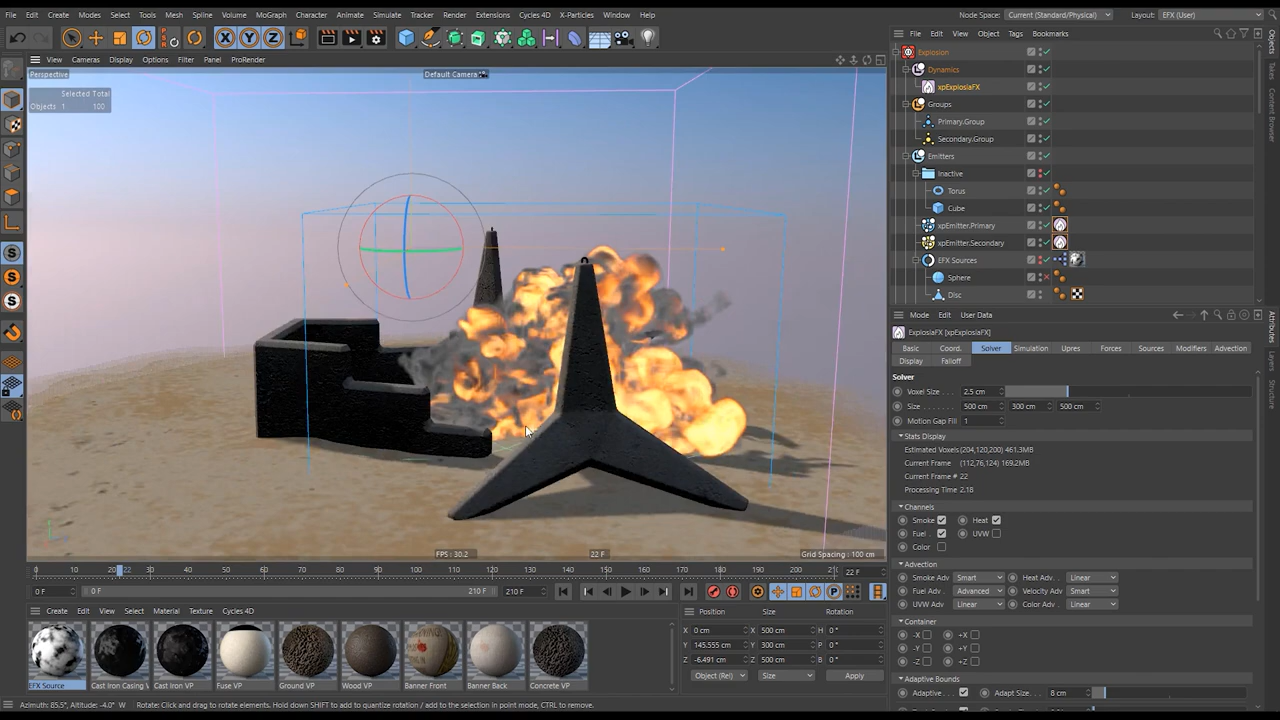 File Edit Create Modes Select Tools Mesh Spline Volume MoGraph Character Animate Simulate Tracker Render Extensions Cycles 4D X-Particles Window Help Node Space: Current (Standard/Physical) Layout: EFX (User)
View Cameras Display Options Filter Panel ProRender
Perspective
Default Camera
Selected Total
Objects 1 100
FPS : 30.2
22 F
Grid Spacing : 100 cm
0 10 20 22 30 40 50 60 70 80 90 100 110 120 130 140 150 160 170 180 190 200 210 22 F
0 F 0 F 210 F 210 F
Create Edit Select Material Texture Cycles 4D
EFX Source Cast Iron Casing V Cast Iron VP Fuse VP Ground VP Wood VP Banner Front Banner Back Concrete VP
Position Size Rotation
X 0 cm X 500 cm H 0 °
Y 145.555 cm Y 300 cm P 0 °
Z -6.491 cm Z 500 cm B 0 °
Object (Rel) Size Apply
Azimuth: 85.5°, Altitude: -4.0° W Rotate: Click and drag to rotate elements. Hold down SHIFT to add to quantize rotation / add to the selection in point mode, CTRL to remove.
File Edit View Object Tags Bookmarks
Explosion
Dynamics
xpExplosiaFX
Groups
Primary.Group
Secondary.Group
Emitters
Inactive
Torus
Cube
xpEmitter.Primary
xpEmitter.Secondary
EFX Sources
Sphere
Disc
Objects
Takes
Content Browser
Mode Edit User Data
ExplosiaFX [xpExplosiaFX]
Basic Coord. Solver Simulation Upres Forces Sources Modifiers Advection
Display Falloff
Solver
Voxel Size . . . 2.5 cm
Size . . . . . . . 500 cm 300 cm 500 cm
Motion Gap Fill 1
Stats Display
Estimated Voxels (204,120,200) 461.3MB
Current Frame (112,76,124) 169.2MB
Current Frame # 22
Processing Time 2.18
Channels
Smoke Heat
Fuel . UVW
Color
Advection
Smoke Adv . Smart Heat Adv. Linear
Fuel Adv . . Advanced Velocity Adv Smart
UVW Adv . Linear Color Adv . Linear
Container
-X +X
-Y +Y
-Z +Z
Adaptive Bounds
Adaptive . Adapt Size . 8 cm
Attributes
Layers
Structure